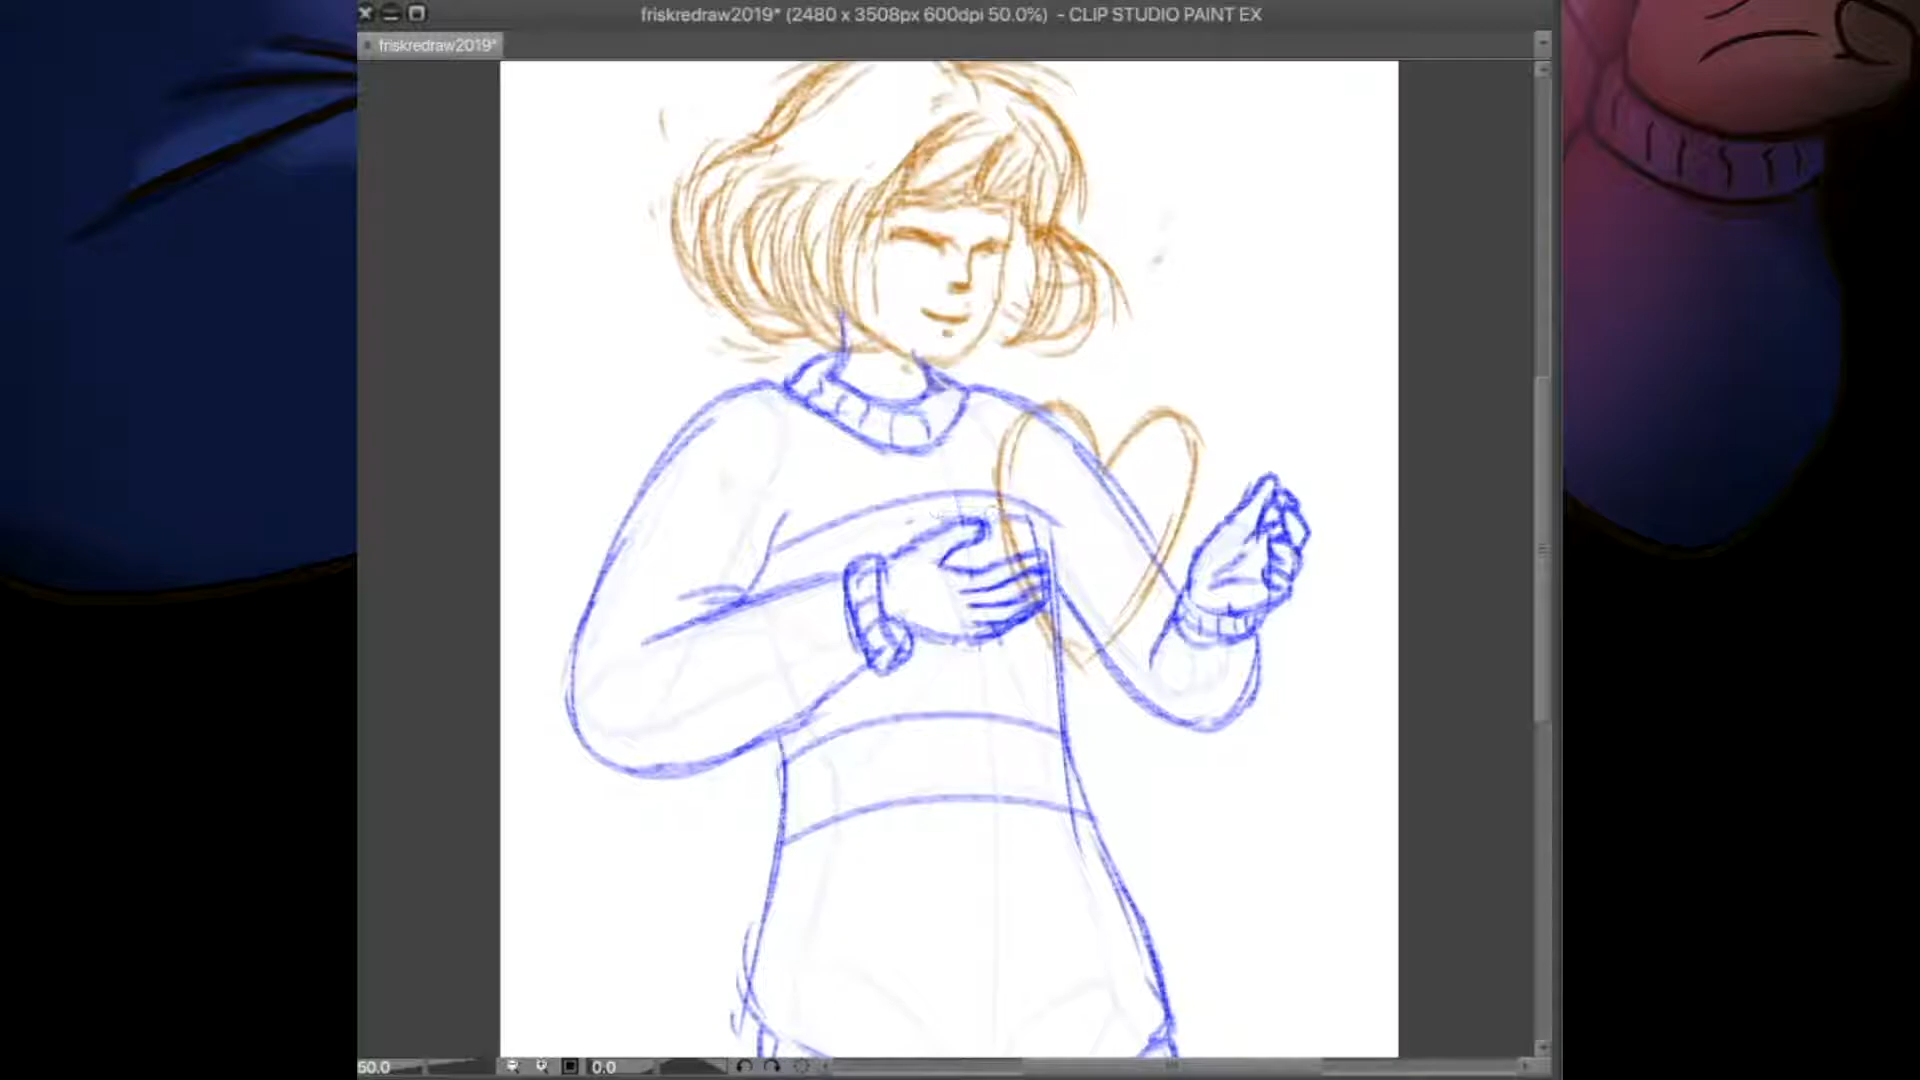 friskredraw2019* (2480 x 3508px 600dpi 50.0%) - CLIP STUDIO PAINT EX
friskredraw2019*
50.0
0.0